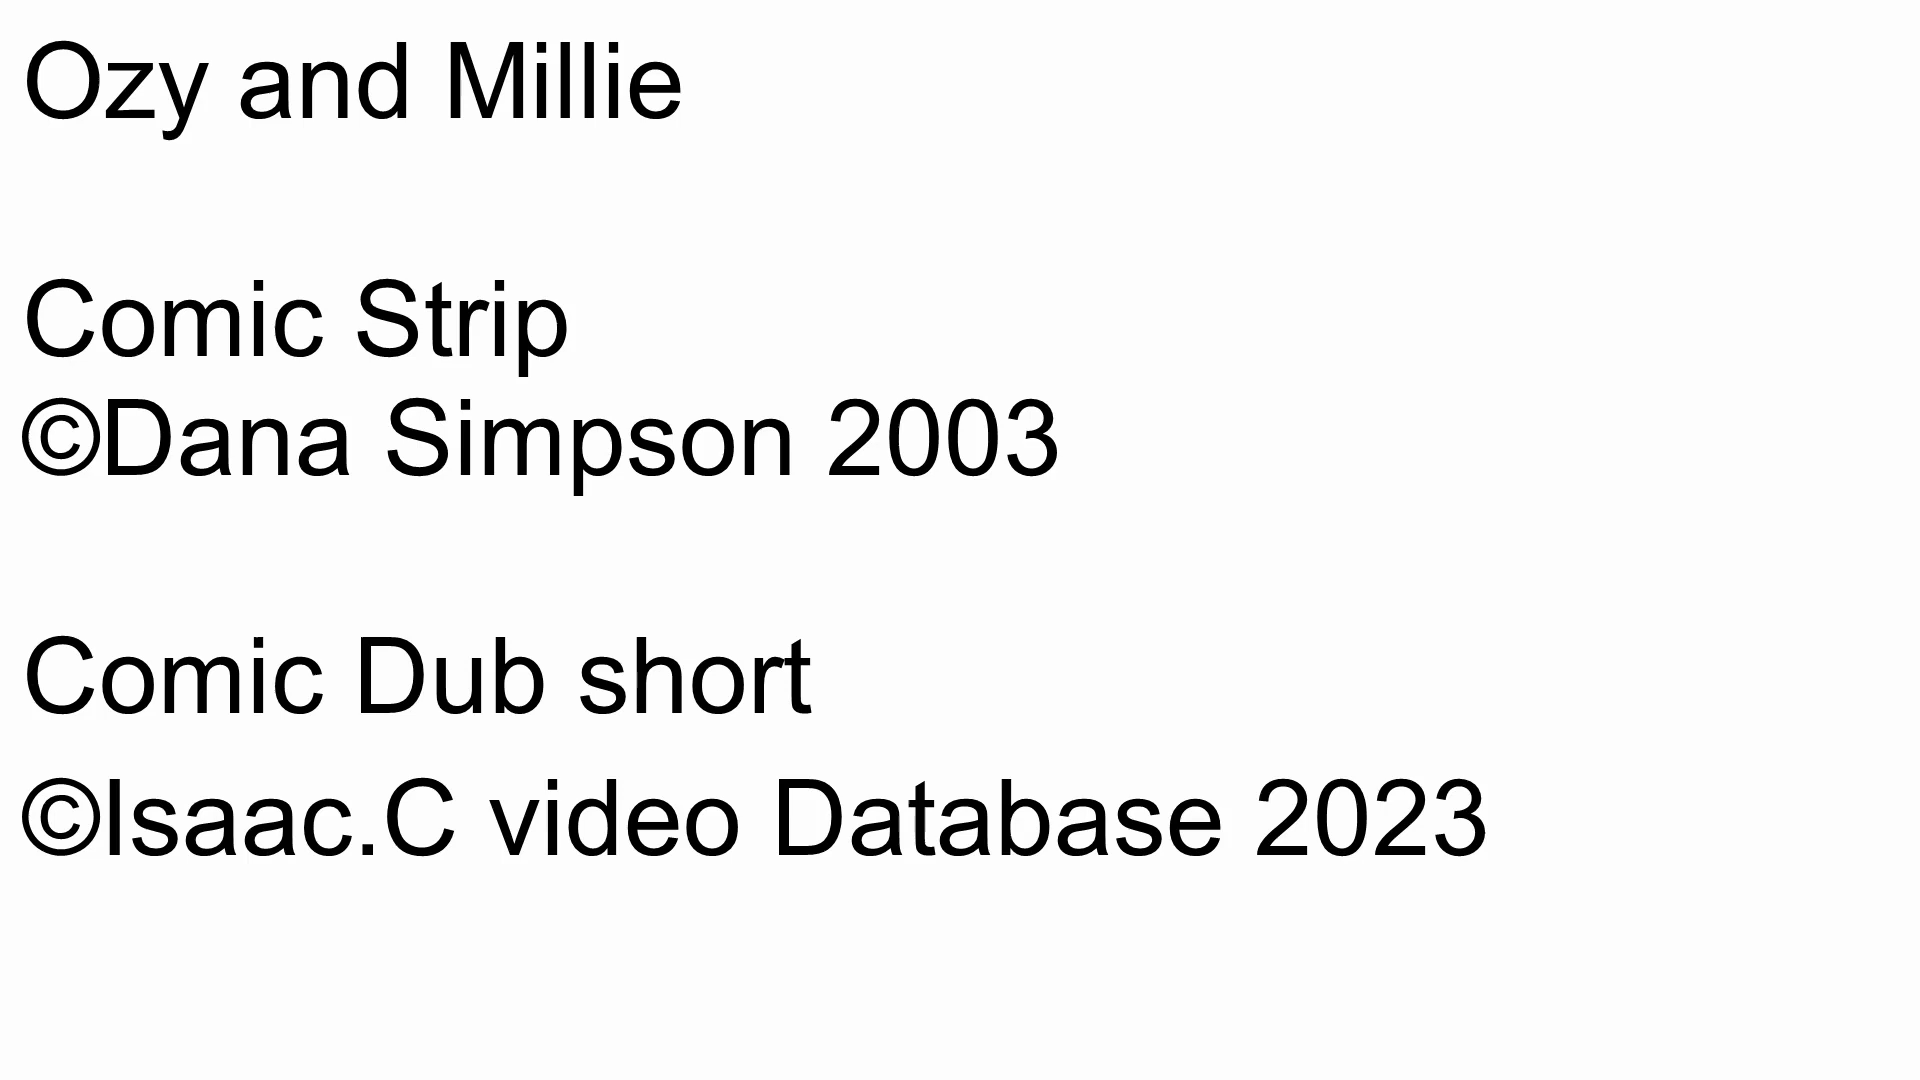 Ozy and Millie
Comic Strip
©Dana Simpson 2003
Comic Dub short
©Isaac.C video Database 2023